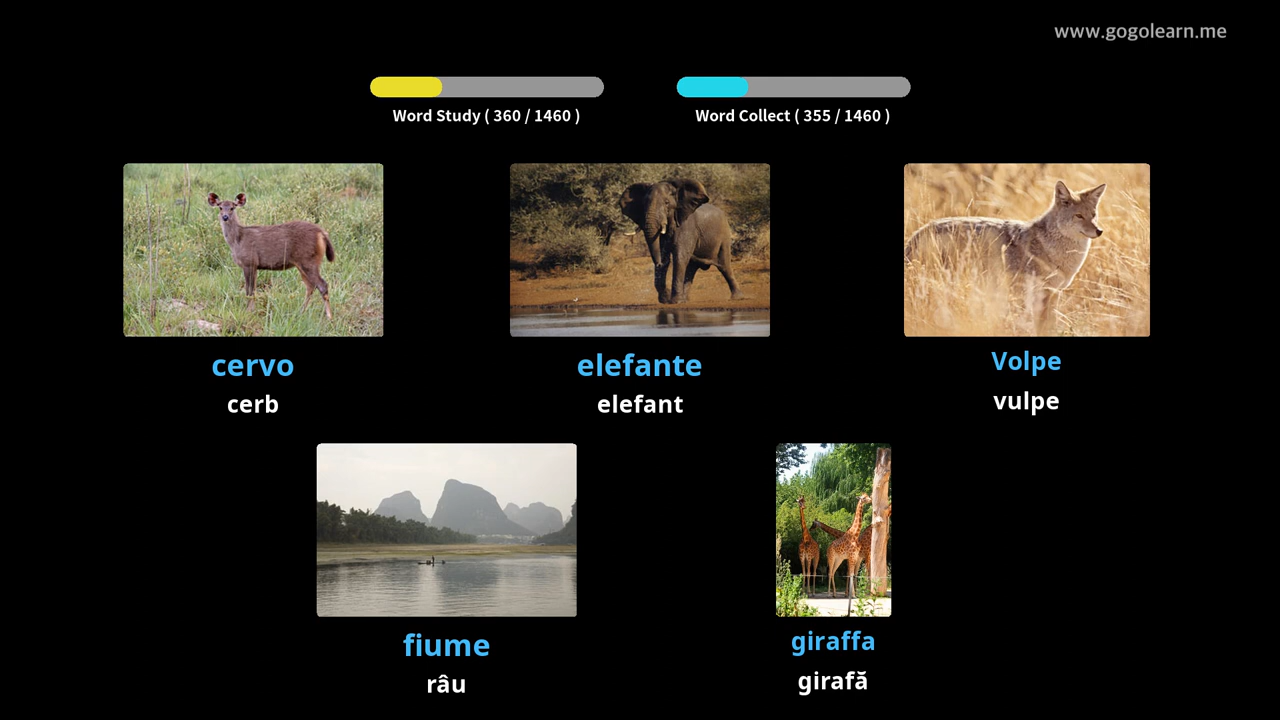 www.gogolearn.me
Word Study ( 360 / 1460 )
Word Collect ( 355 / 1460 )
cervo
cerb
elefante
elefant
Volpe
vulpe
fiume
râu
giraffa
girafă